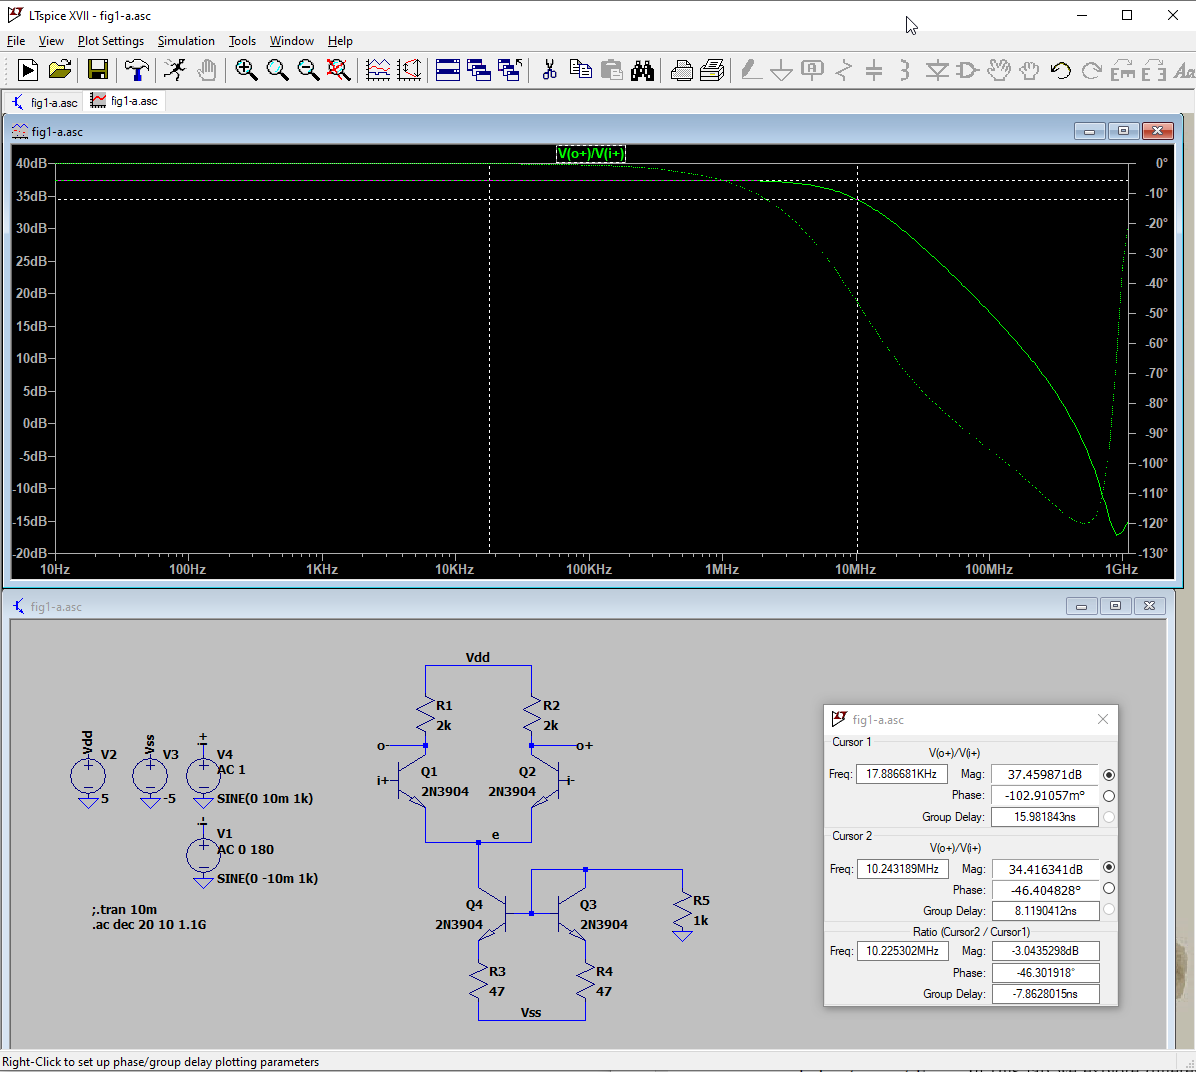 LTspice XVII - fig1-a.asc
File View Plot Settings Simulation Tools Window Help
fig1-a.asc fig1-a.asc
fig1-a.asc
V(o+)/V(i+)
40dB 0°
35dB -10°
30dB -20°
25dB -30°
20dB -40°
15dB -50°
10dB -60°
5dB -70°
0dB -80°
-5dB -90°
-10dB -100°
-15dB -110°
-20dB -120°
-130°
10Hz 100Hz 1KHz 10KHz 100KHz 1MHz 10MHz 100MHz 1GHz
fig1-a.asc
Vdd
R1
2k
R2
2k
o- o+
i+ Q1
2N3904
Q2 i-
2N3904
e
Vdd V2
5
Vss V3
-5
i+ V4
AC 1
SINE(0 10m 1k)
i- V1
AC 0 180
SINE(0 -10m 1k)
;.tran 10m
.ac dec 20 10 1.1G
Q4
2N3904
Q3
2N3904
R5
1k
R3
47
R4
47
Vss
fig1-a.asc
Cursor 1
V(o+)/V(i+)
Freq: 17.886681KHz Mag: 37.459871dB
Phase: -102.91057m°
Group Delay: 15.981843ns
Cursor 2
V(o+)/V(i+)
Freq: 10.243189MHz Mag: 34.416341dB
Phase: -46.404828°
Group Delay: 8.1190412ns
Ratio (Cursor2 / Cursor1)
Freq: 10.225302MHz Mag: -3.0435298dB
Phase: -46.301918°
Group Delay: -7.8628015ns
Right-Click to set up phase/group delay plotting parameters